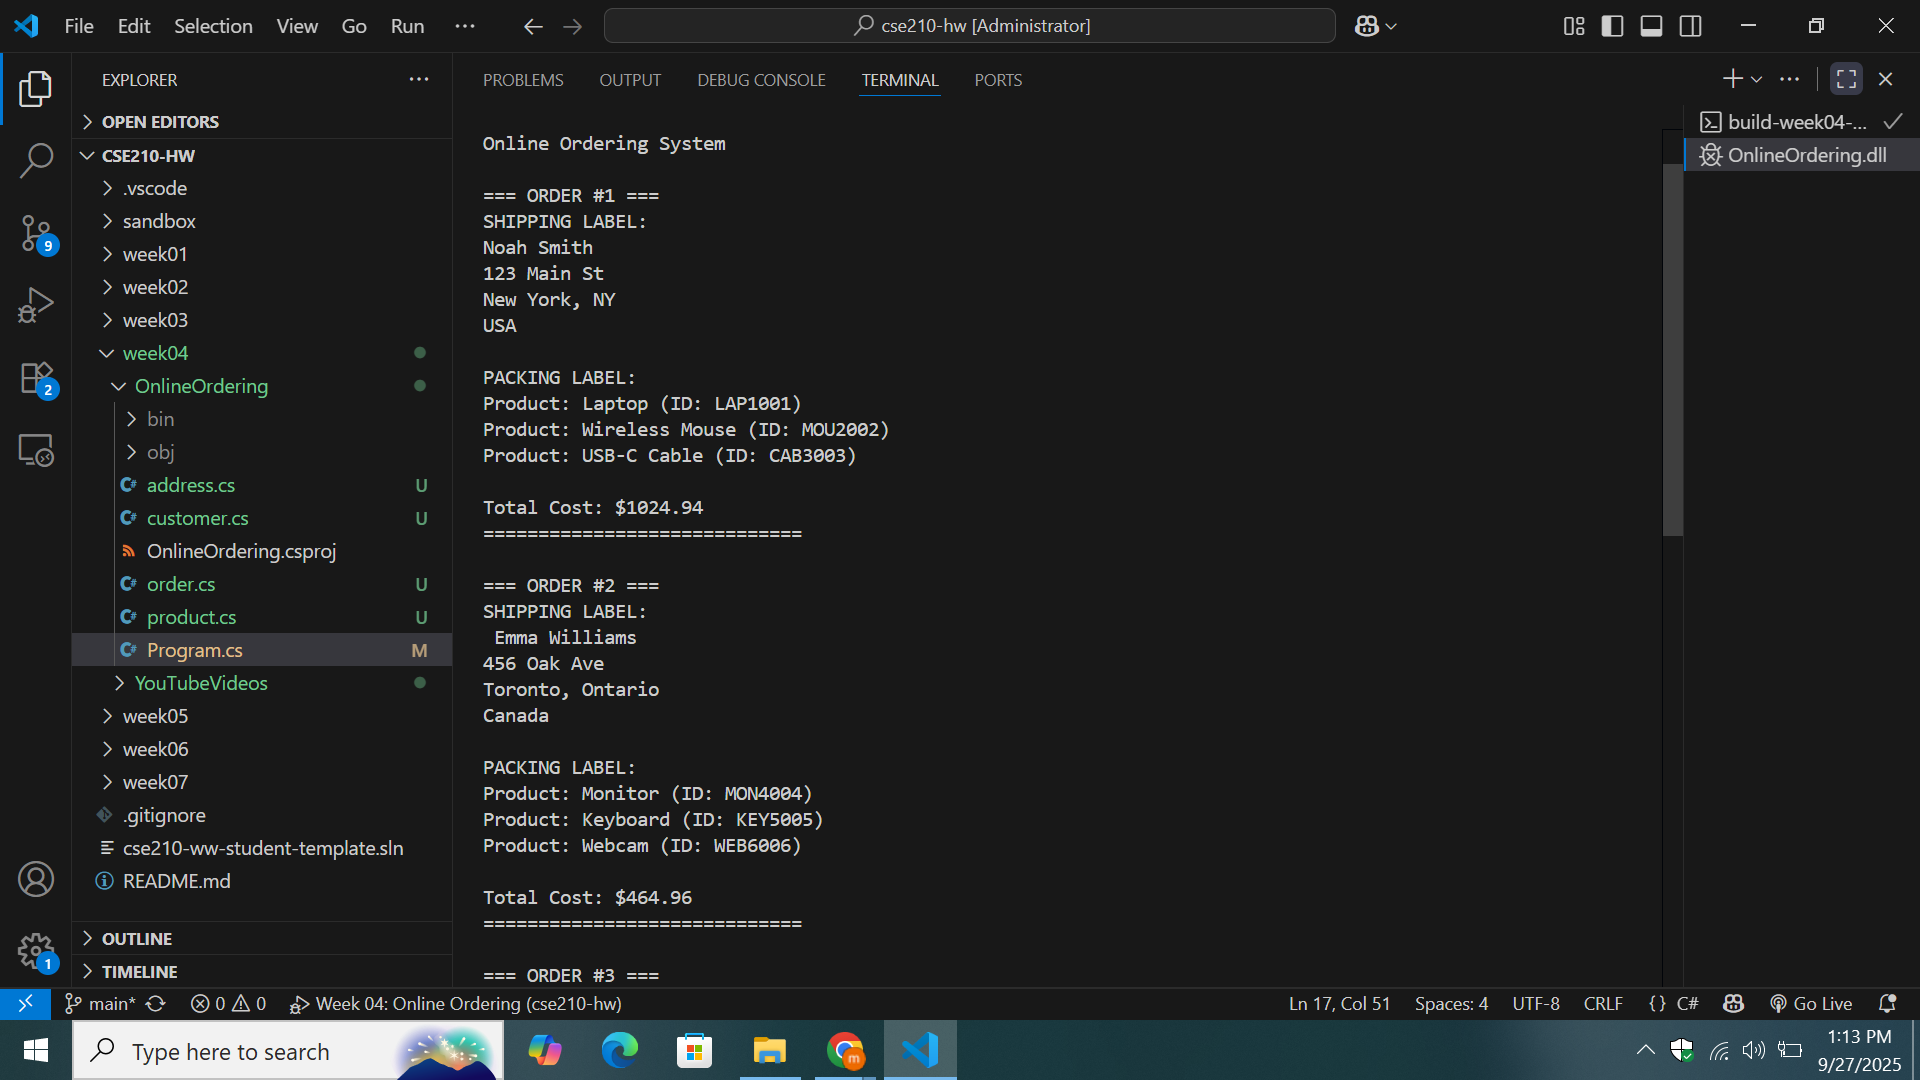 File Edit Selection View Go Run ···
cse210-hw [Administrator]
EXPLORER ···
OPEN EDITORS
CSE210-HW
.vscode
sandbox
week01
week02
week03
week04
OnlineOrdering
bin
obj
C# address.cs U
C# customer.cs U
OnlineOrdering.csproj
C# order.cs U
C# product.cs U
C# Program.cs M
YouTubeVideos
week05
week06
week07
.gitignore
cse210-ww-student-template.sln
README.md
OUTLINE
TIMELINE
9
2
1
PROBLEMS OUTPUT DEBUG CONSOLE TERMINAL PORTS
Online Ordering System
=== ORDER #1 ===
SHIPPING LABEL:
Noah Smith
123 Main St
New York, NY
USA
PACKING LABEL:
Product: Laptop (ID: LAP1001)
Product: Wireless Mouse (ID: MOU2002)
Product: USB-C Cable (ID: CAB3003)
Total Cost: $1024.94
=============================
=== ORDER #2 ===
SHIPPING LABEL:
 Emma Williams
456 Oak Ave
Toronto, Ontario
Canada
PACKING LABEL:
Product: Monitor (ID: MON4004)
Product: Keyboard (ID: KEY5005)
Product: Webcam (ID: WEB6006)
Total Cost: $464.96
=============================
=== ORDER #3 ===
build-week04-...
OnlineOrdering.dll
main* 0 0 Week 04: Online Ordering (cse210-hw) Ln 17, Col 51 Spaces: 4 UTF-8 CRLF {} C# Go Live
Type here to search
m
1:13 PM
9/27/2025